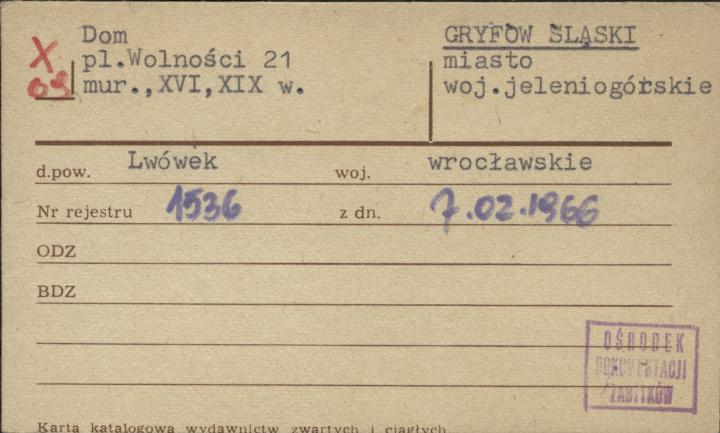 X
03
Dom
pl.Wolności 21
mur.,XVI,XIX w.
GRYFÓW ŚLĄSKI
miasto
woj.jeleniogórskie
d.pow. Lwówek woj. wrocławskie
Nr rejestru 1536 z dn. 7.02.1966
ODZ
BDZ
OŚRODEK
DOKUMENTACJI
ZABYTKÓW
Karta katalogowa wydawnictw zwartych i ciągłych